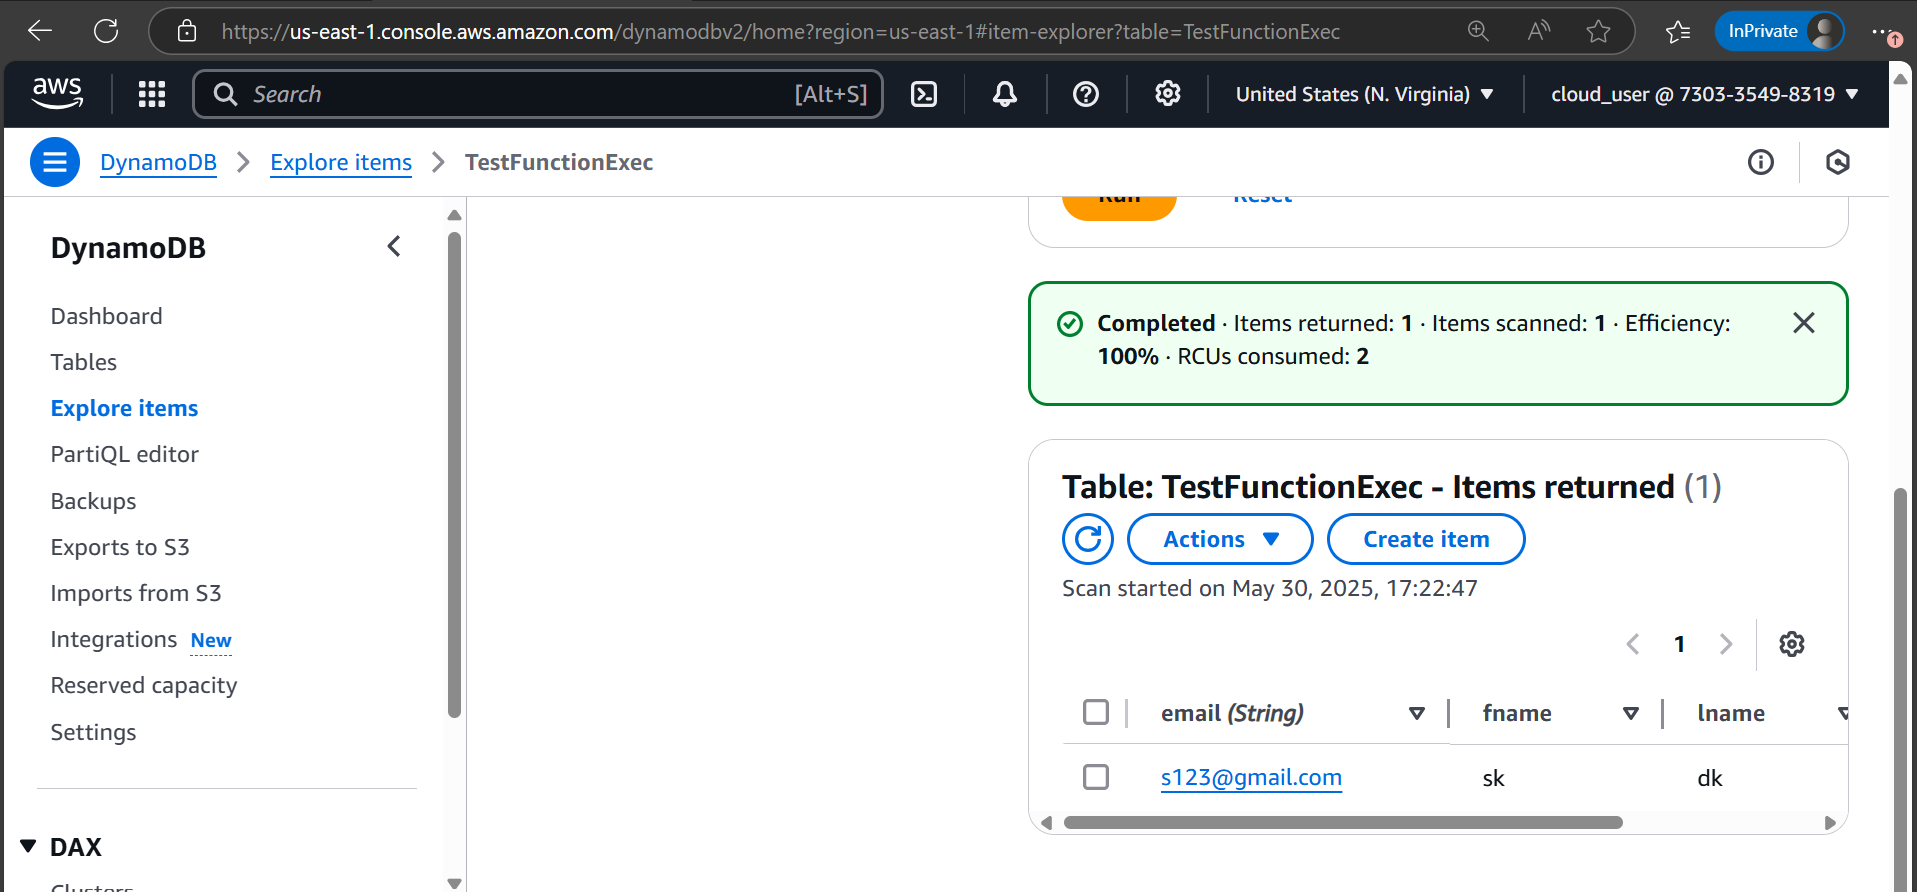 https://us-east-1.console.aws.amazon.com/dynamodbv2/home?region=us-east-1#item-explorer?table=TestFunctionExec
InPrivate
aws
Search
[Alt+S]
United States (N. Virginia)
cloud_user @ 7303-3549-8319
DynamoDB
Explore items
TestFunctionExec
DynamoDB
Dashboard
Tables
Explore items
PartiQL editor
Backups
Exports to S3
Imports from S3
Integrations New
Reserved capacity
Settings
DAX
Clusters
Run
Reset
Completed · Items returned: 1 · Items scanned: 1 · Efficiency:
100% · RCUs consumed: 2
Table: TestFunctionExec - Items returned (1)
Actions
Create item
Scan started on May 30, 2025, 17:22:47
1
email (String) fname lname
s123@gmail.com sk dk